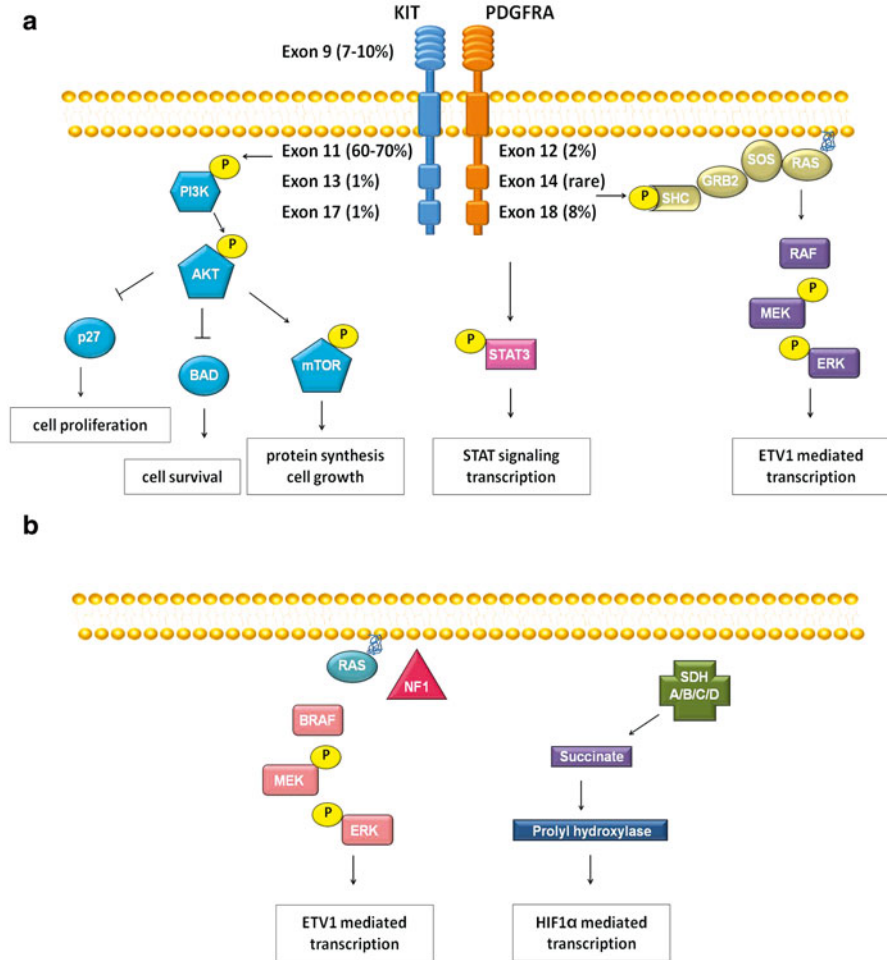 a
KIT
PDGFRA
Exon 9 (7-10%)
Exon 11 (60-70%)
Exon 13 (1%)
Exon 17 (1%)
Exon 12 (2%)
Exon 14 (rare)
Exon 18 (8%)
P
PI3K
P
AKT
p27
BAD
P
mTOR
cell proliferation
cell survival
protein synthesis
cell growth
P
STAT3
STAT signaling
transcription
P
SHC
GRB2
SOS
RAS
RAF
P
MEK
P
ERK
ETV1 mediated
transcription
b
RAS
NF1
BRAF
P
MEK
P
ERK
ETV1 mediated
transcription
SDH
A/B/C/D
Succinate
Prolyl hydroxylase
HIF1α mediated
transcription